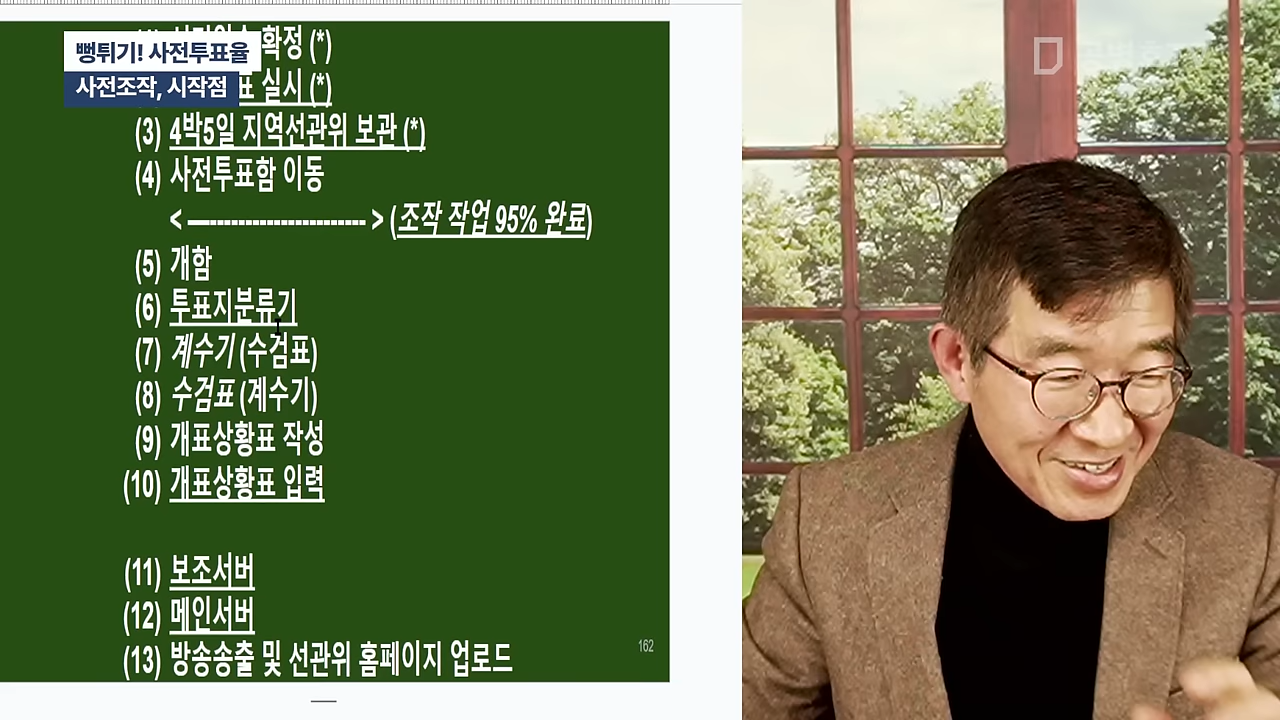 뻥튀기! 사전투표율
사전조작, 시작점
확정 (*)
표 실시 (*)
(3) 4박5일 지역선관위 보관 (*)
(4) 사전투표함 이동
< ---------------------- > (조작 작업 95% 완료)
(5) 개함
(6) 투표지분류기
(7) 계수기 (수검표)
(8) 수검표 (계수기)
(9) 개표상황표 작성
(10) 개표상황표 입력
(11) 보조서버
(12) 메인서버
(13) 방송송출 및 선관위 홈페이지 업로드
162